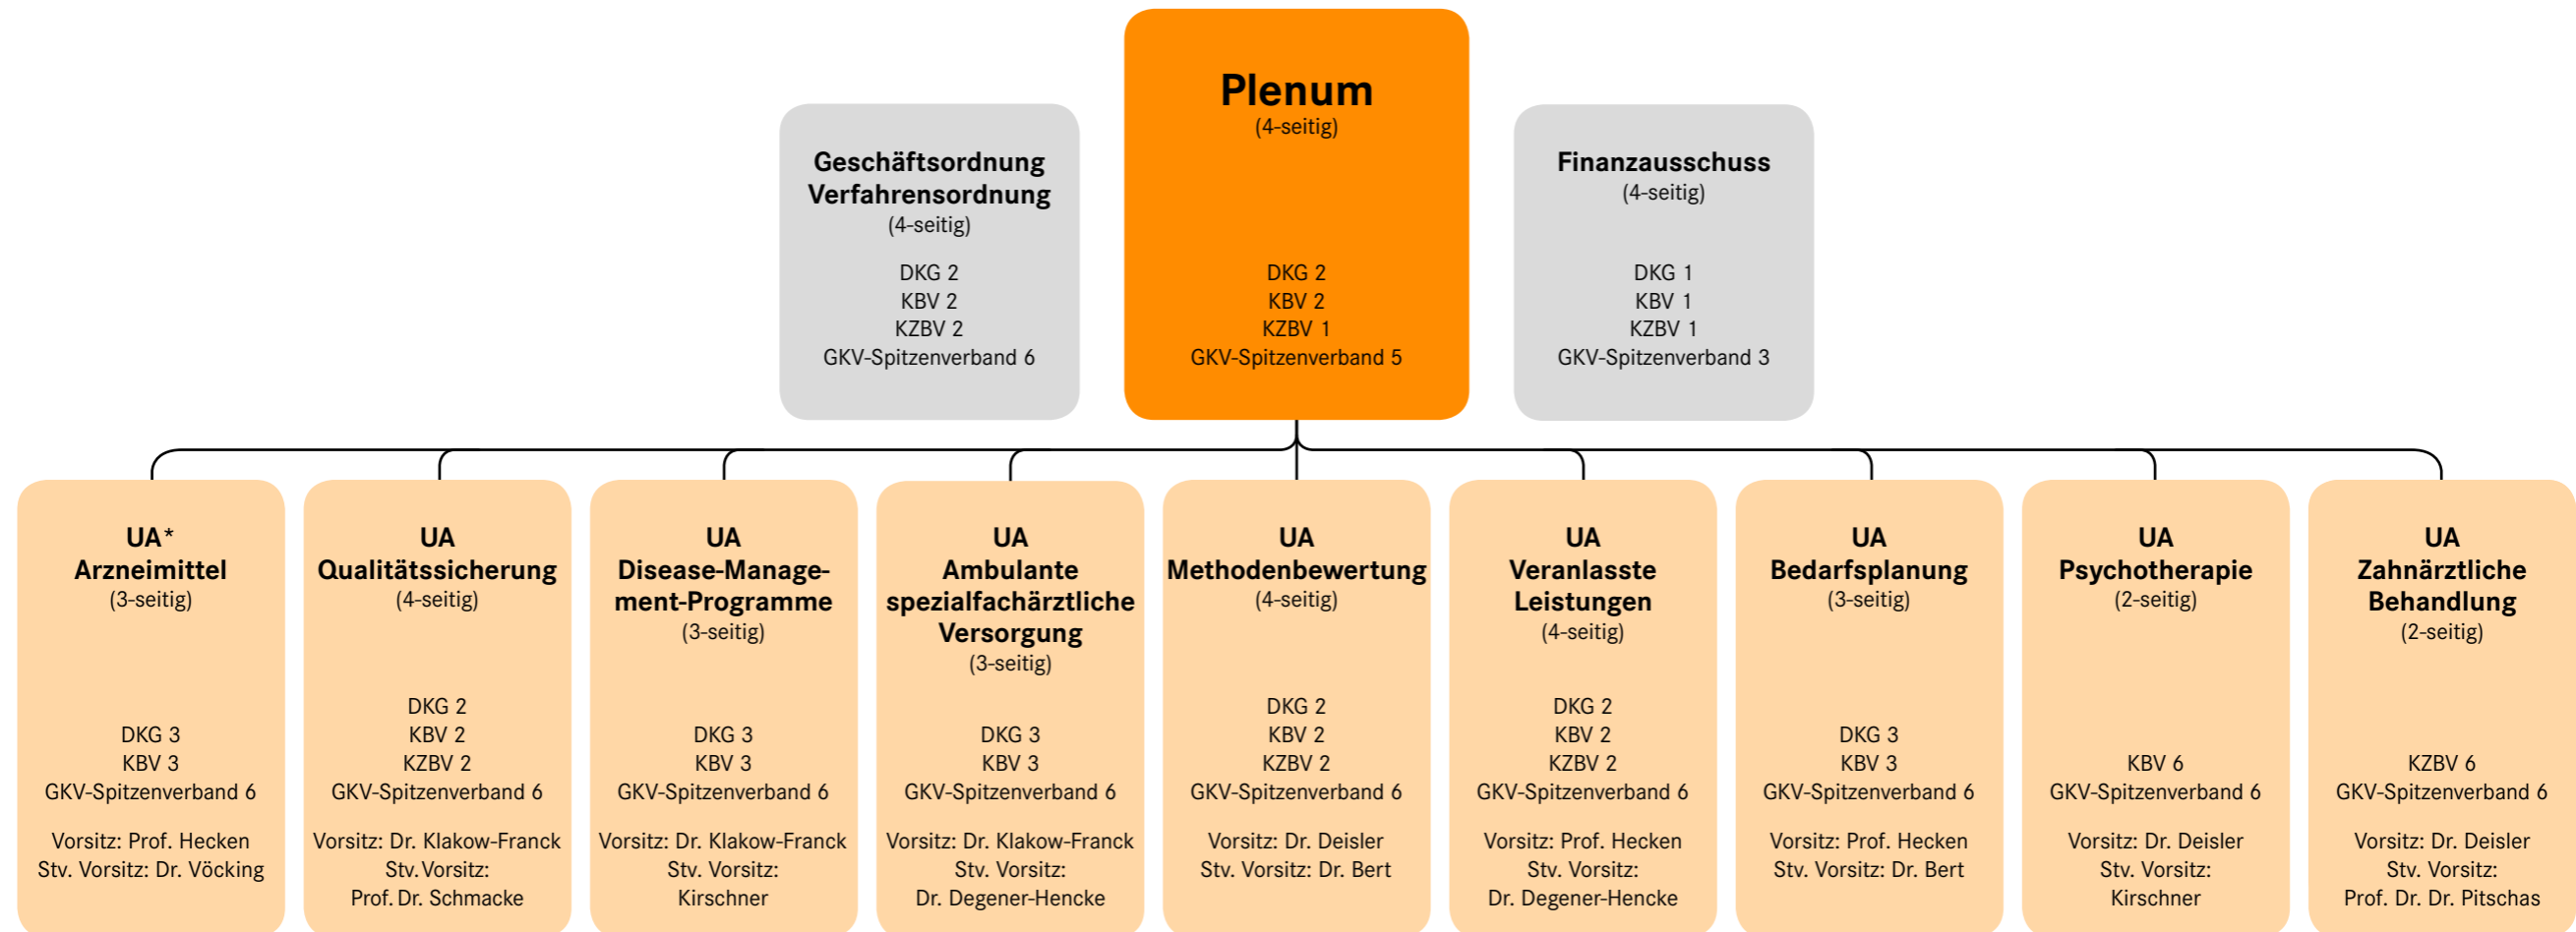 Plenum
(4-seitig)
DKG 2
KBV 2
KZBV 1
GKV-Spitzenverband 5
Geschäftsordnung
Verfahrensordnung
(4-seitig)
DKG 2
KBV 2
KZBV 2
GKV-Spitzenverband 6
Finanzausschuss
(4-seitig)
DKG 1
KBV 1
KZBV 1
GKV-Spitzenverband 3
UA*
Arzneimittel
(3-seitig)
DKG 3
KBV 3
GKV-Spitzenverband 6
Vorsitz: Prof. Hecken
Stv. Vorsitz: Dr. Vöcking
UA
Qualitätssicherung
(4-seitig)
DKG 2
KBV 2
KZBV 2
GKV-Spitzenverband 6
Vorsitz: Dr. Klakow-Franck
Stv. Vorsitz:
Prof. Dr. Schmacke
UA
Disease-Manage-
ment-Programme
(3-seitig)
DKG 3
KBV 3
GKV-Spitzenverband 6
Vorsitz: Dr. Klakow-Franck
Stv. Vorsitz:
Kirschner
UA
Ambulante
spezialfachärztliche
Versorgung
(3-seitig)
DKG 3
KBV 3
GKV-Spitzenverband 6
Vorsitz: Dr. Klakow-Franck
Stv. Vorsitz:
Dr. Degener-Hencke
UA
Methodenbewertung
(4-seitig)
DKG 2
KBV 2
KZBV 2
GKV-Spitzenverband 6
Vorsitz: Dr. Deisler
Stv. Vorsitz: Dr. Bert
UA
Veranlasste
Leistungen
(4-seitig)
DKG 2
KBV 2
KZBV 2
GKV-Spitzenverband 6
Vorsitz: Prof. Hecken
Stv. Vorsitz:
Dr. Degener-Hencke
UA
Bedarfsplanung
(3-seitig)
DKG 3
KBV 3
GKV-Spitzenverband 6
Vorsitz: Prof. Hecken
Stv. Vorsitz: Dr. Bert
UA
Psychotherapie
(2-seitig)
KBV 6
GKV-Spitzenverband 6
Vorsitz: Dr. Deisler
Stv. Vorsitz:
Kirschner
UA
Zahnärztliche
Behandlung
(2-seitig)
KZBV 6
GKV-Spitzenverband 6
Vorsitz: Dr. Deisler
Stv. Vorsitz:
Prof. Dr. Dr. Pitschas